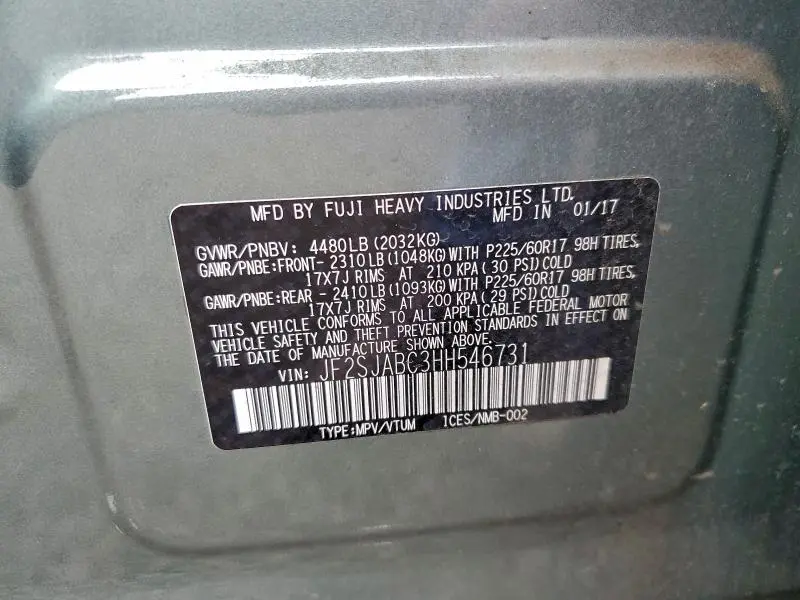 MFD BY FUJI HEAVY INDUSTRIES LTD.
MFD IN 01/17
GVWR/PNBV: 4480LB(2032KG)
GAWR/PNBE:FRONT- 2310LB(1048KG)WITH P225/60R17 98H TIRES,
17X7J RIMS AT 210 KPA( 30 PSI)COLD
GAWR/PNBE:REAR - 2410LB(1093KG)WITH P225/60R17 98H TIRES,
17X7J RIMS AT 200 KPA( 29 PSI)COLD
THIS VEHICLE CONFORMS TO ALL APPLICABLE FEDERAL MOTOR
VEHICLE SAFETY AND THEFT PREVENTION STANDARDS IN EFFECT ON
THE DATE OF MANUFACTURE SHOWN ABOVE.
VIN: JF2SJABC3HH546731
TYPE:MPV/VTUM ICES/NMB-002